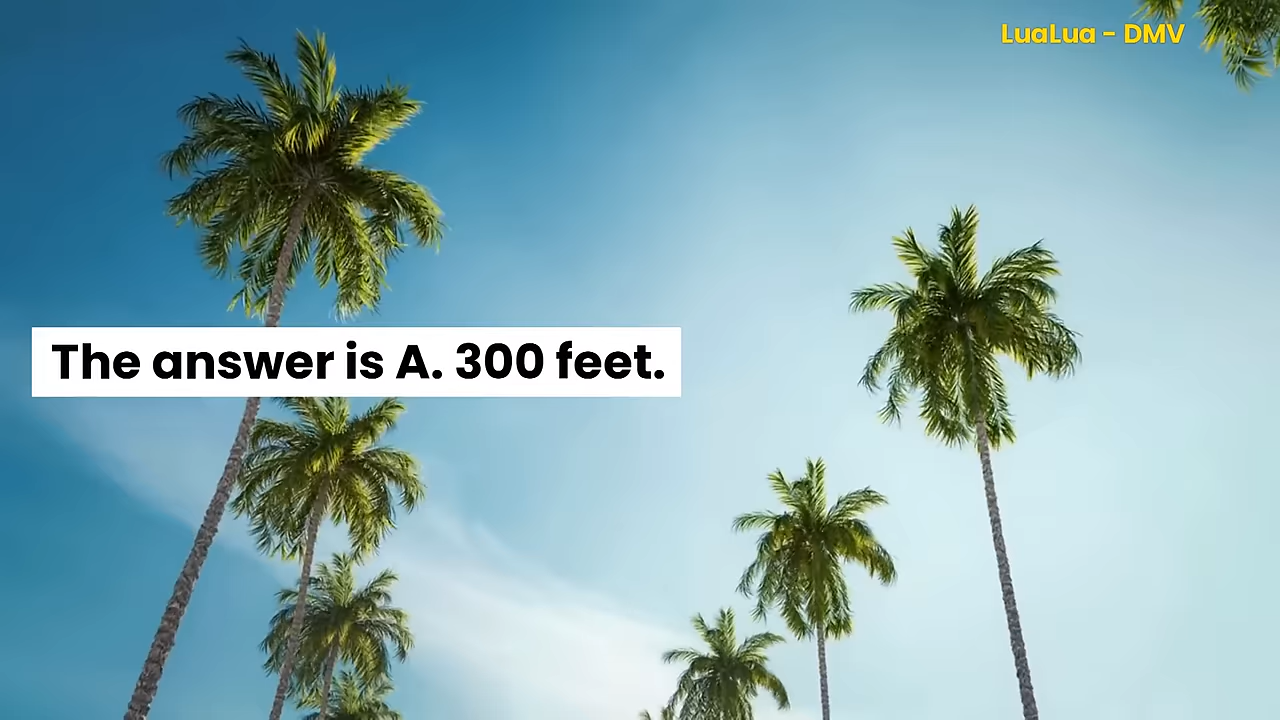 LuaLua - DMV
The answer is A. 300 feet.